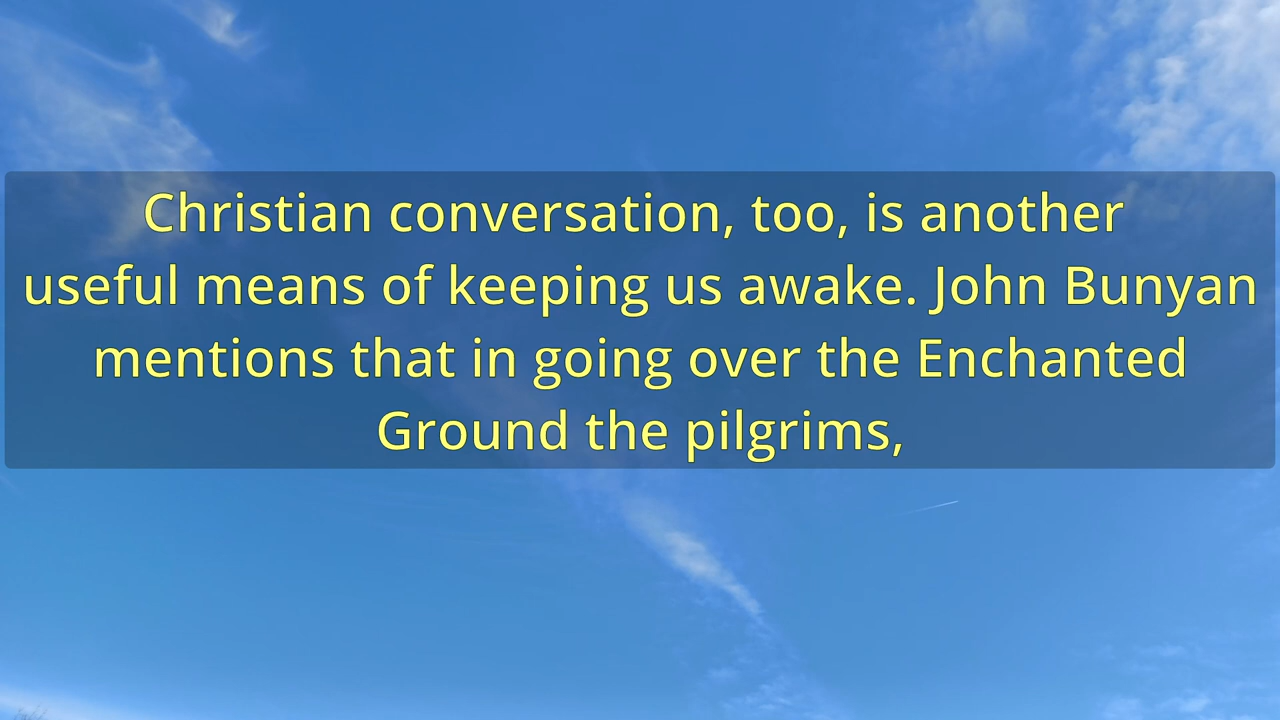 Christian conversation, too, is another
useful means of keeping us awake. John Bunyan
mentions that in going over the Enchanted
Ground the pilgrims,